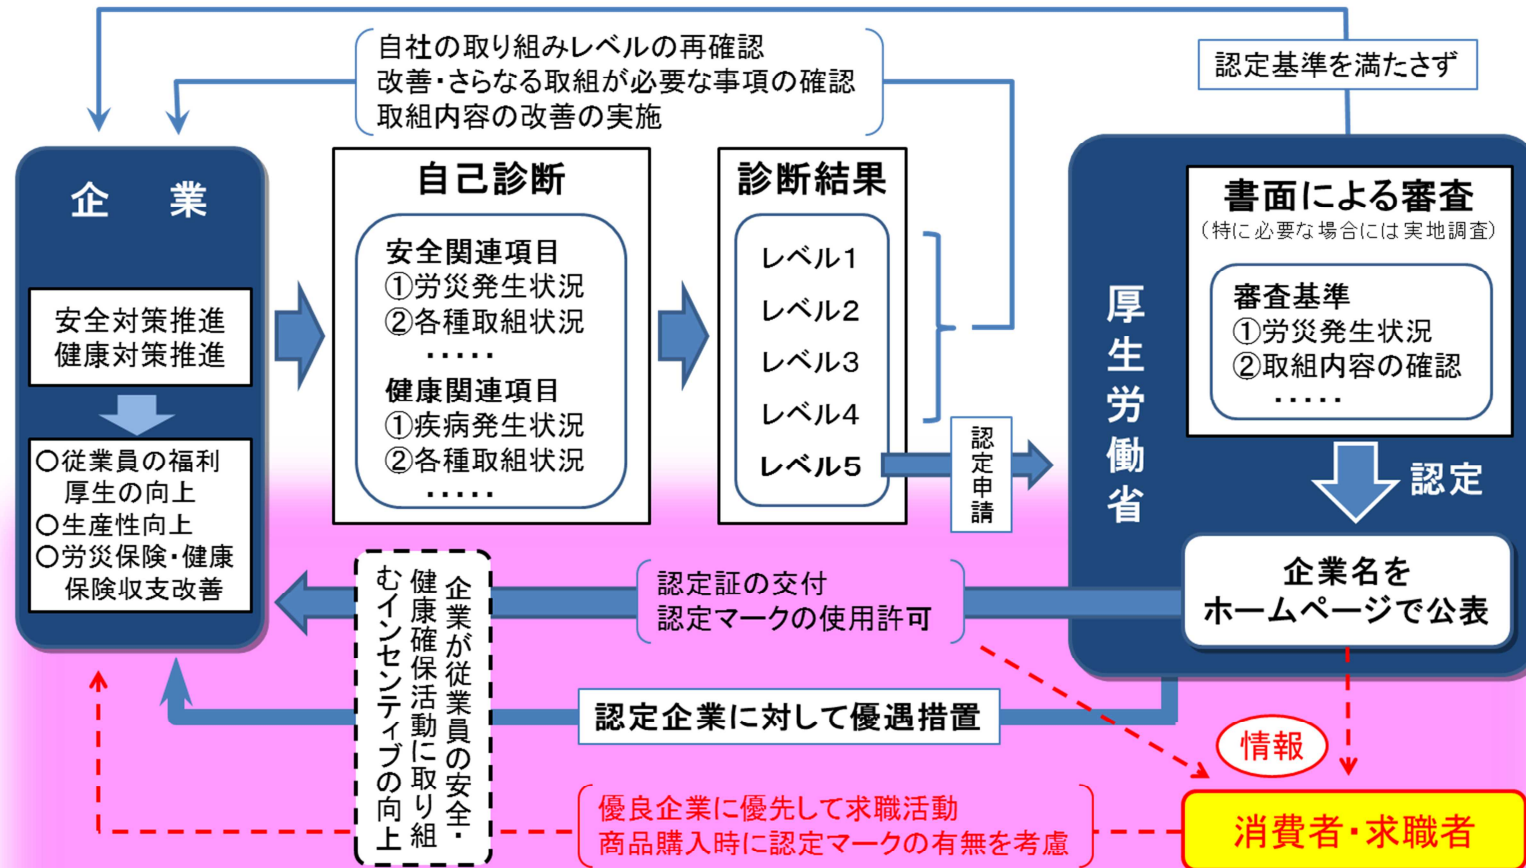 自社の取り組みレベルの再確認
改善・さらなる取組が必要な事項の確認
取組内容の改善の実施
認定基準を満たさず
企　業
安全対策推進
健康対策推進
○従業員の福利
厚生の向上
○生産性向上
○労災保険・健康
保険収支改善
自己診断
安全関連項目
①労災発生状況
②各種取組状況
・・・・・
健康関連項目
①疾病発生状況
②各種取組状況
・・・・・
診断結果
レベル1
レベル2
レベル3
レベル4
レベル5
認定申請
厚生労働省
書面による審査
（特に必要な場合には実地調査）
審査基準
①労災発生状況
②取組内容の確認
・・・・・
認定
企業名を
ホームページで公表
認定証の交付
認定マークの使用許可
企業が従業員の安全・
健康確保活動に取り組
むインセンティブの向上
認定企業に対して優遇措置
情報
優良企業に優先して求職活動
商品購入時に認定マークの有無を考慮
消費者・求職者